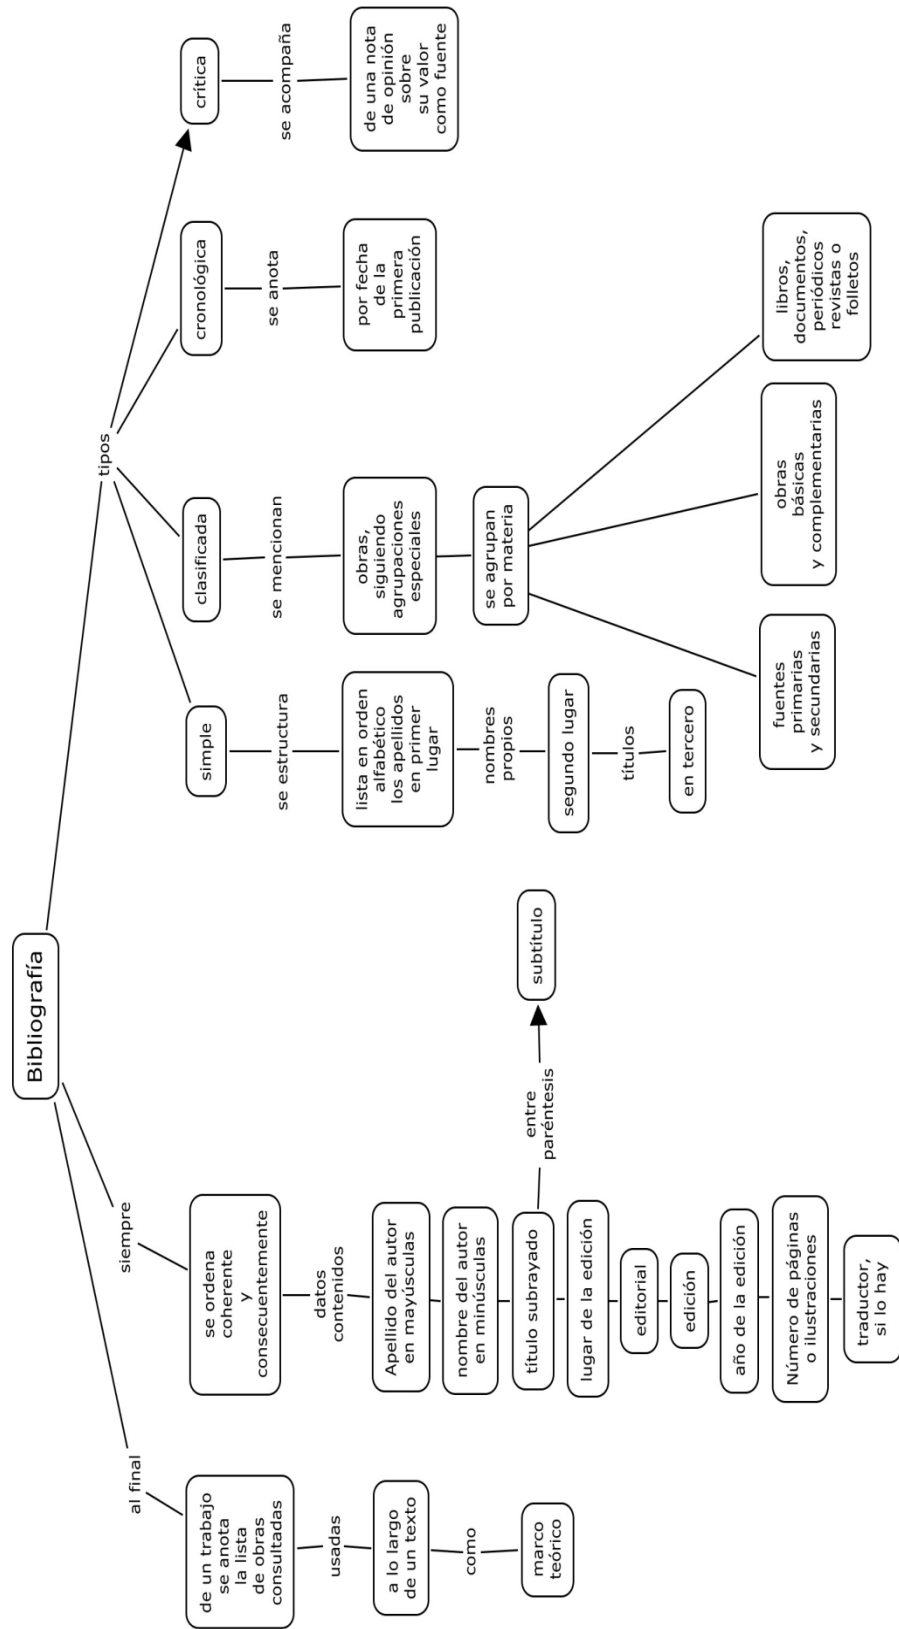 Bibliografía
al final
de un trabajo
se anota
la lista
de obras
consultadas
usadas
a lo largo
de un texto
como
marco
teórico
siempre
se ordena
coherente
y
consecuentemente
datos
contenidos
Apellido del autor
en mayúsculas
nombre del autor
en minúsculas
título subrayado
entre
paréntesis
subtítulo
lugar de la edición
editorial
edición
año de la edición
Número de páginas
o ilustraciones
traductor,
si lo hay
tipos
simple
se estructura
lista en orden
alfabético
los apellidos
en primer
lugar
nombres
propios
segundo lugar
títulos
en tercero
clasificada
se mencionan
obras,
siguiendo
agrupaciones
especiales
se agrupan
por materia
fuentes
primarias
y secundarias
obras
básicas
y complementarias
libros,
documentos,
periódicos
revistas o
folletos
cronológica
se anota
por fecha
de la
primera
publicación
crítica
se acompaña
de una nota
de opinión
sobre
su valor
como fuente